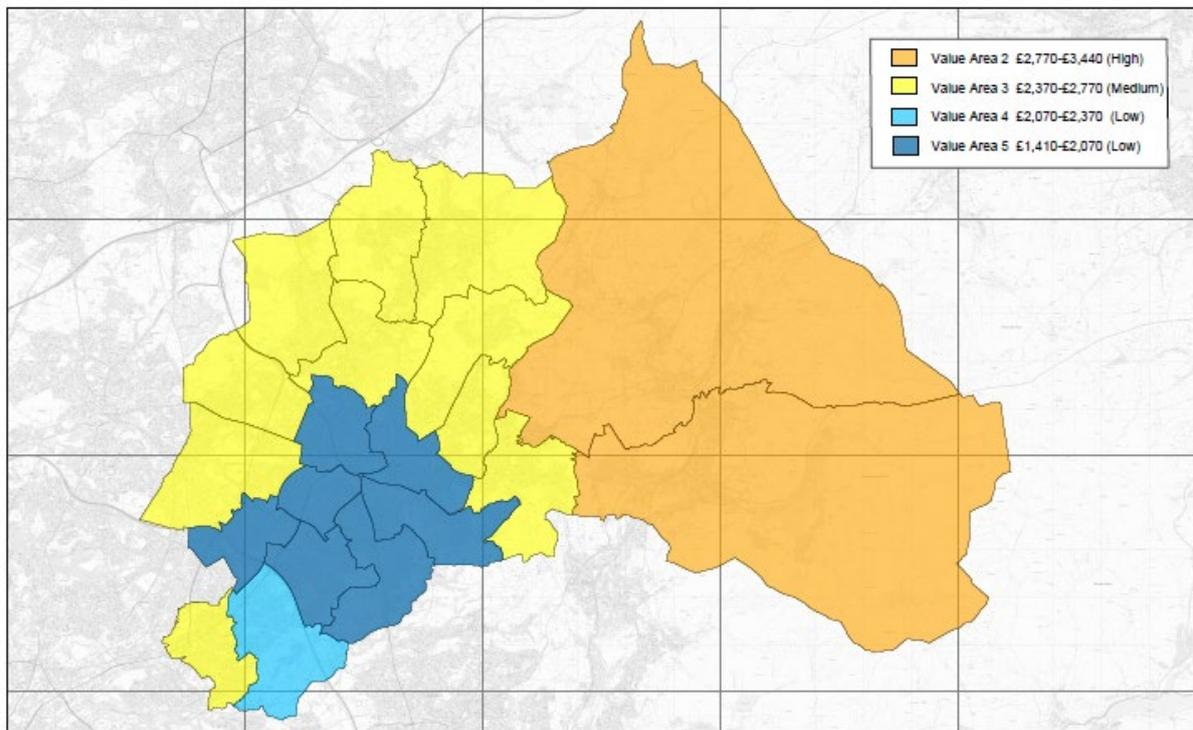 Value Area 2 £2,770-£3,440 (High)
Value Area 3 £2,370-£2,770 (Medium)
Value Area 4 £2,070-£2,370 (Low)
Value Area 5 £1,410-£2,070 (Low)